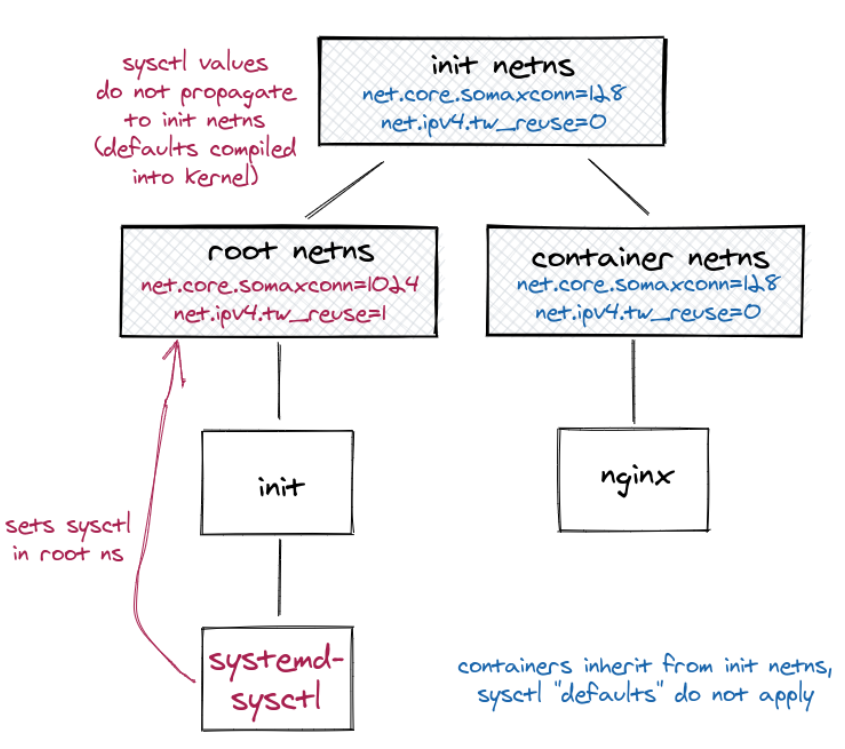 sysctl values
do not propagate
to init netns
(defaults compiled
into kernel)
init netns
net.core.somaxconn=128
net.ipv4.tw_reuse=0
root netns
net.core.somaxconn=1024
net.ipv4.tw_reuse=1
container netns
net.core.somaxconn=128
net.ipv4.tw_reuse=0
init
nginx
sets sysctl
in root ns
systemd-
sysctl
containers inherit from init netns,
sysctl "defaults" do not apply